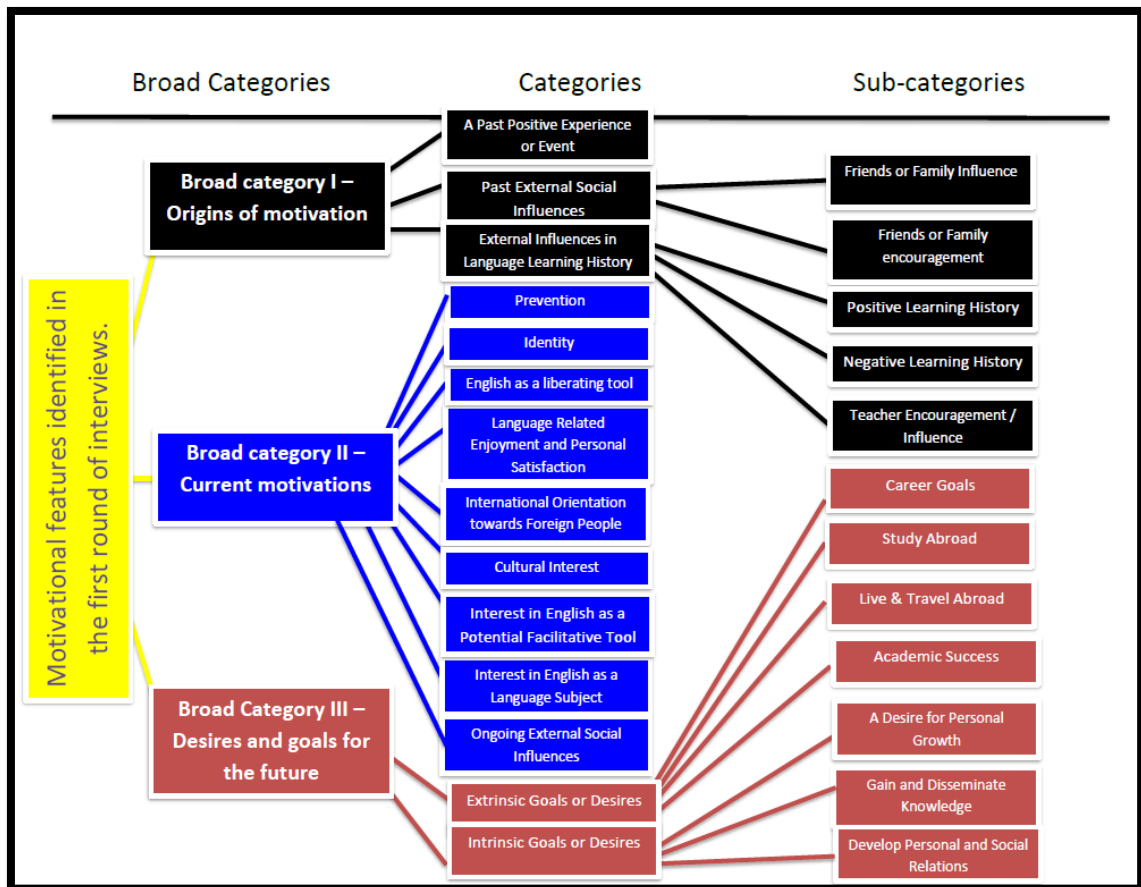 Broad Categories
Categories
Sub-categories
Motivational features identified in
the first round of interviews.
Broad category I –
Origins of motivation
Broad category II –
Current motivations
Broad Category III –
Desires and goals for
the future
A Past Positive Experience
or Event
Past External Social
Influences
External Influences in
Language Learning History
Prevention
Identity
English as a liberating tool
Language Related
Enjoyment and Personal
Satisfaction
International Orientation
towards Foreign People
Cultural Interest
Interest in English as a
Potential Facilitative Tool
Interest in English as a
Language Subject
Ongoing External Social
Influences
Extrinsic Goals or Desires
Intrinsic Goals or Desires
Friends or Family Influence
Friends or Family
encouragement
Positive Learning History
Negative Learning History
Teacher Encouragement /
Influence
Career Goals
Study Abroad
Live & Travel Abroad
Academic Success
A Desire for Personal
Growth
Gain and Disseminate
Knowledge
Develop Personal and Social
Relations